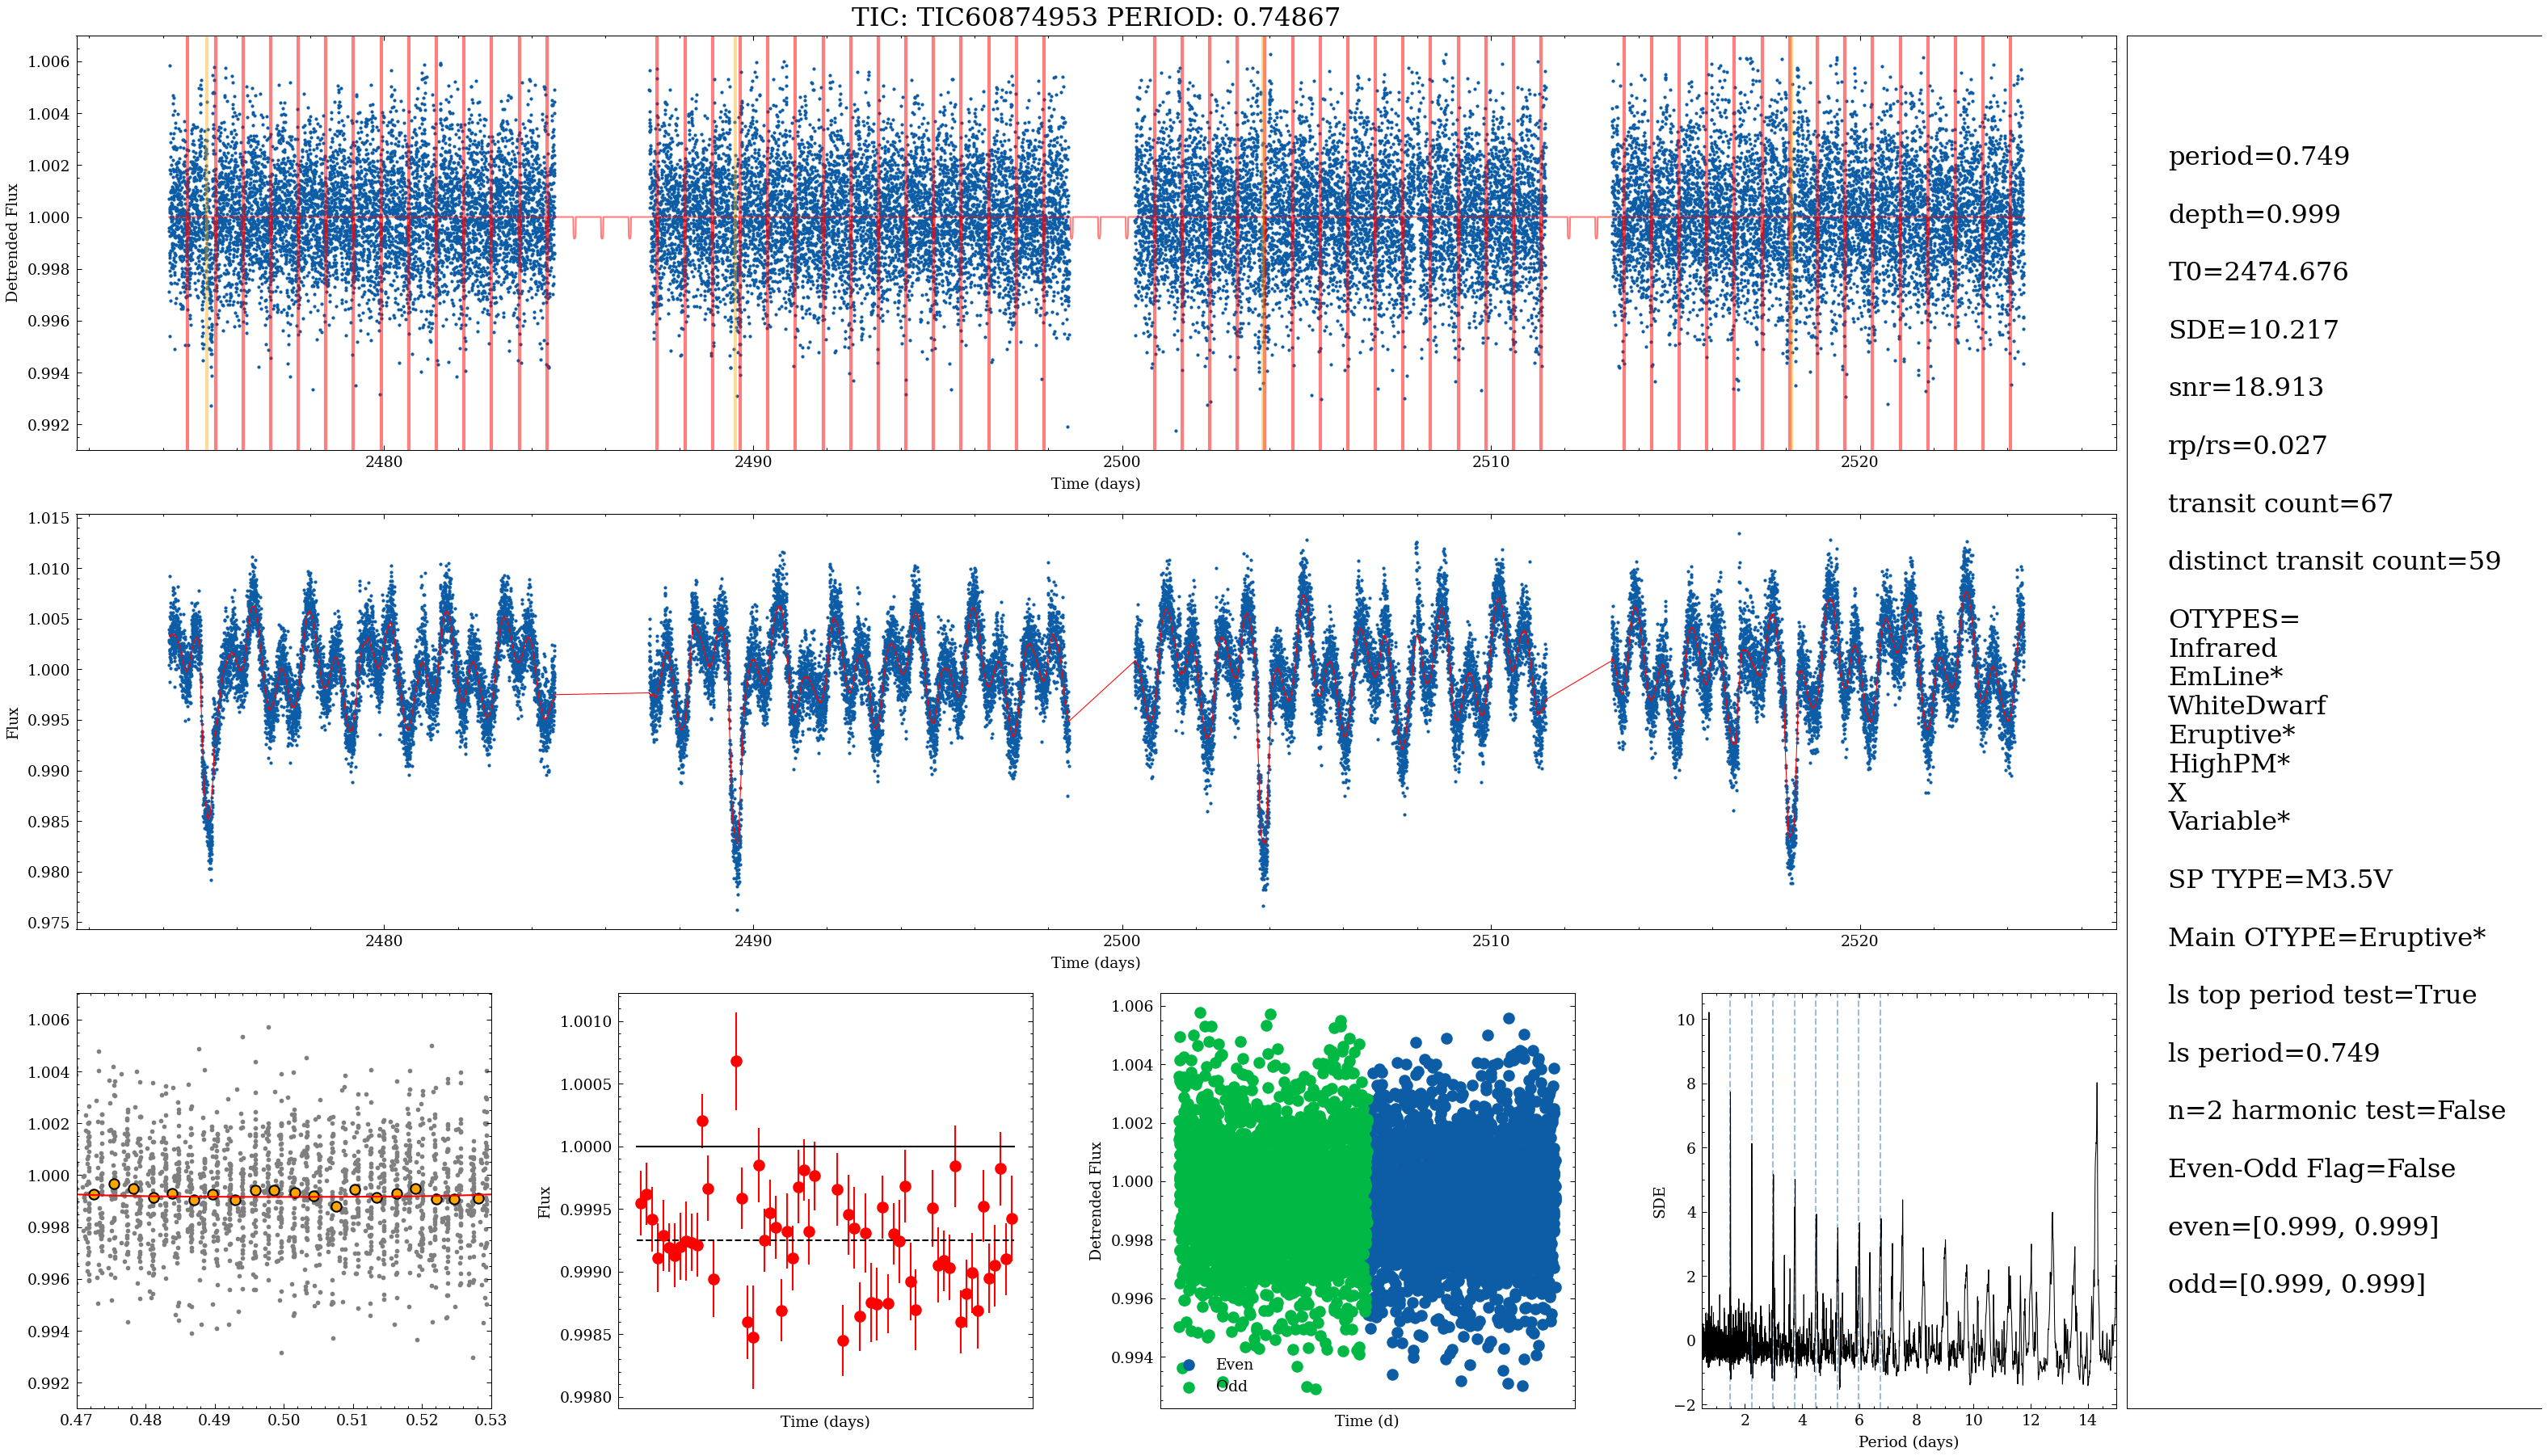 TIC: TIC60874953 PERIOD: 0.74867
1.006
1.004
1.002
1.000
0.998
0.996
0.994
0.992
Detrended Flux
2480
2490
2500
2510
2520
Time (days)
1.015
1.010
1.005
1.000
0.995
0.990
0.985
0.980
0.975
Flux
2480
2490
2500
2510
2520
Time (days)
1.006
1.004
1.002
1.000
0.998
0.996
0.994
0.992
0.47
0.48
0.49
0.50
0.51
0.52
0.53
1.0010
1.0005
1.0000
0.9995
0.9990
0.9985
0.9980
Flux
Time (days)
1.006
1.004
1.002
1.000
0.998
0.996
0.994
Detrended Flux
Even
Odd
Time (d)
10
8
6
4
2
0
−2
SDE
2
4
6
8
10
12
14
Period (days)
period=0.749
depth=0.999
T0=2474.676
SDE=10.217
snr=18.913
rp/rs=0.027
transit count=67
distinct transit count=59
OTYPES=
Infrared
EmLine*
WhiteDwarf
Eruptive*
HighPM*
X
Variable*
SP TYPE=M3.5V
Main OTYPE=Eruptive*
ls top period test=True
ls period=0.749
n=2 harmonic test=False
Even-Odd Flag=False
even=[0.999, 0.999]
odd=[0.999, 0.999]